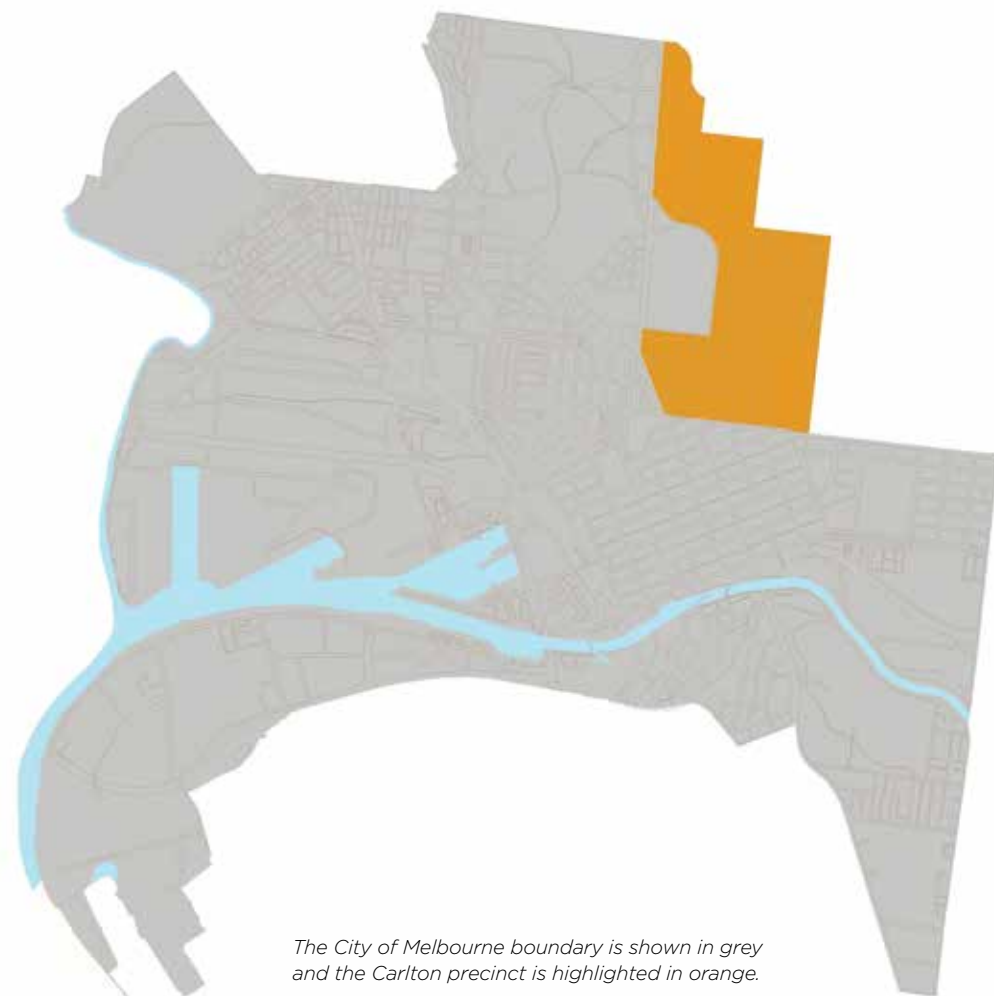 The City of Melbourne boundary is shown in grey
and the Carlton precinct is highlighted in orange.